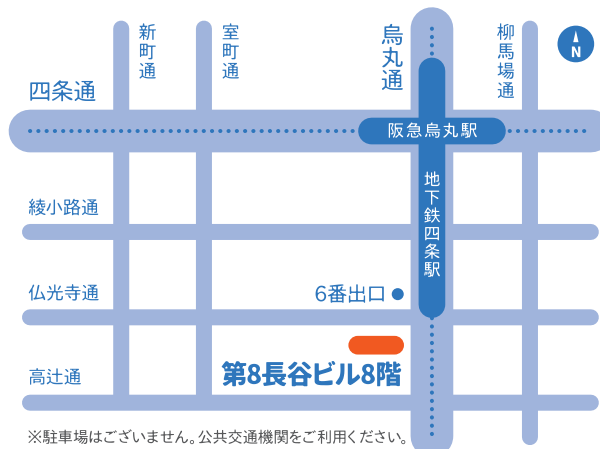 新町通
室町通
烏丸通
柳馬場通
N
四条通
阪急烏丸駅
地下鉄四条駅
綾小路通
仏光寺通
6番出口
第8長谷ビル8階
高辻通
※駐車場はございません。公共交通機関をご利用ください。